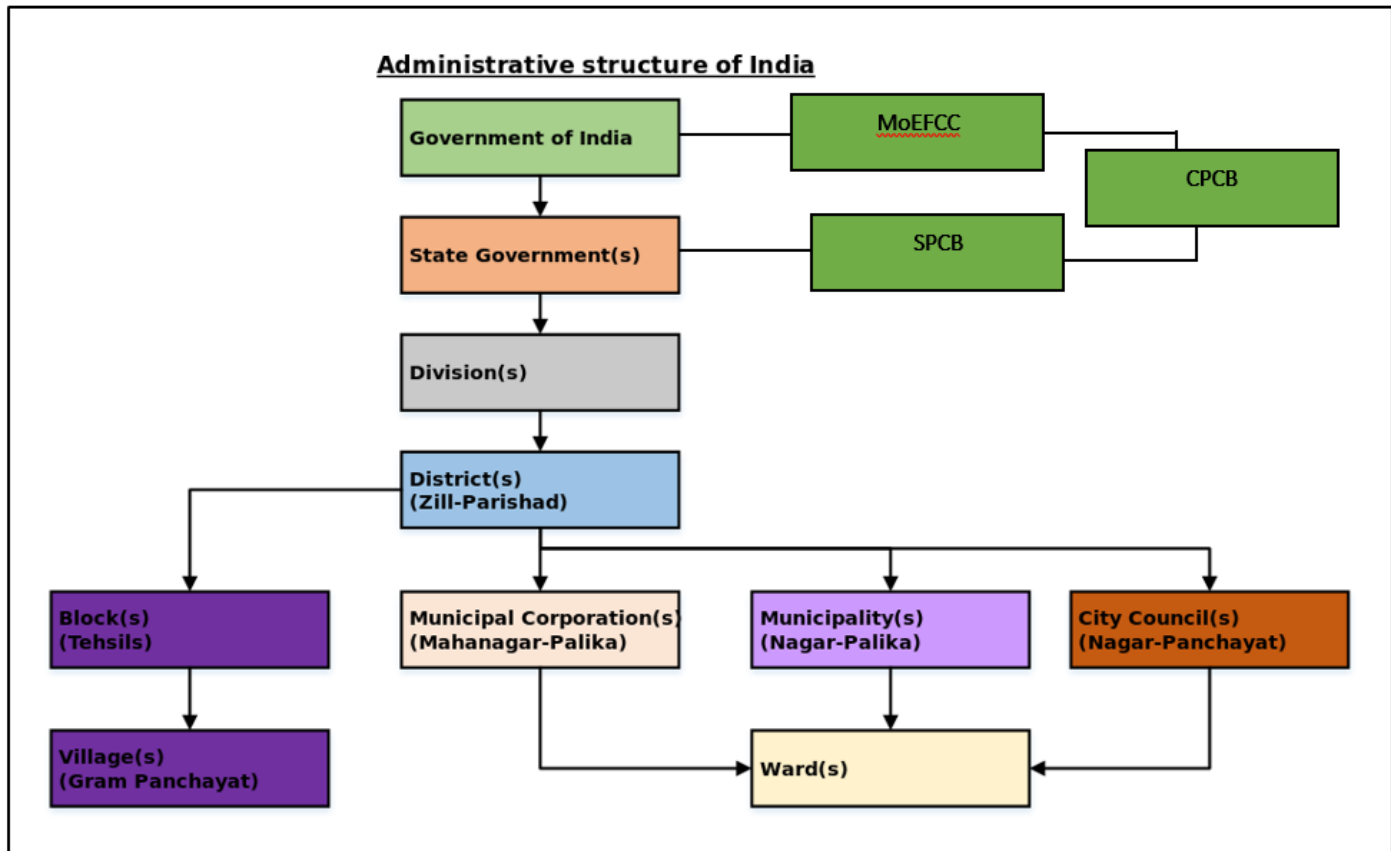 Administrative structure of India
Government of India
MoEFCC
CPCB
State Government(s)
SPCB
Division(s)
District(s)
(Zill-Parishad)
Block(s)
(Tehsils)
Municipal Corporation(s)
(Mahanagar-Palika)
Municipality(s)
(Nagar-Palika)
City Council(s)
(Nagar-Panchayat)
Village(s)
(Gram Panchayat)
Ward(s)